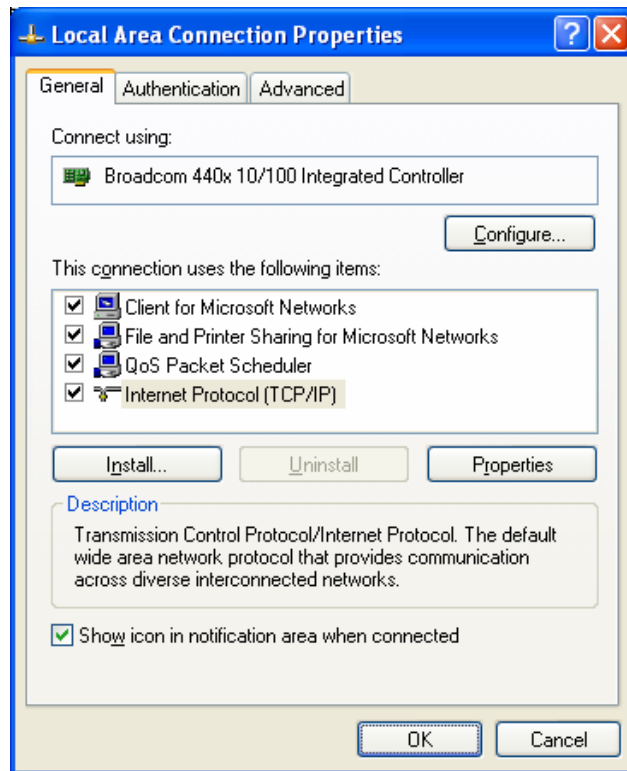 Local Area Connection Properties
General Authentication Advanced
Connect using:
Broadcom 440x 10/100 Integrated Controller
Configure...
This connection uses the following items:
Client for Microsoft Networks
File and Printer Sharing for Microsoft Networks
QoS Packet Scheduler
Internet Protocol (TCP/IP)
Install... Uninstall Properties
Description
Transmission Control Protocol/Internet Protocol. The default
wide area network protocol that provides communication
across diverse interconnected networks.
Show icon in notification area when connected
OK Cancel